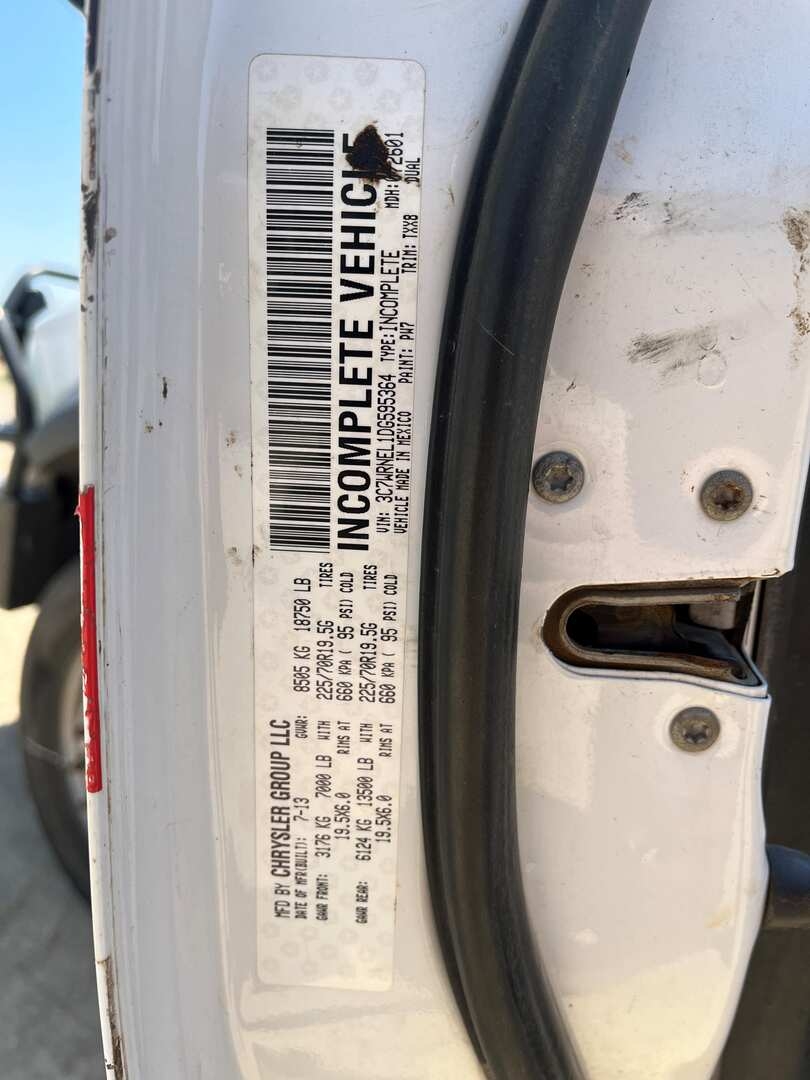 MFD BY CHRYSLER GROUP LLC
DATE OF MFR(BUILT): 7-13 GVWR: 8505 KG 18750 LB
GAWR FRONT: 3176 KG 7000 LB WITH 225/70R19.5G TIRES
19.5X6.0 RIMS AT 660 KPA ( 95 PSI) COLD
GAWR REAR: 6124 KG 13500 LB WITH 225/70R19.5G TIRES
19.5X6.0 RIMS AT 660 KPA ( 95 PSI) COLD
INCOMPLETE VEHICLE
VIN: 3C7WRNEL1DG595364 TYPE: INCOMPLETE MDH: 2601
VEHICLE MADE IN MEXICO PAINT: PW7 TRIM: TXX8 DUAL